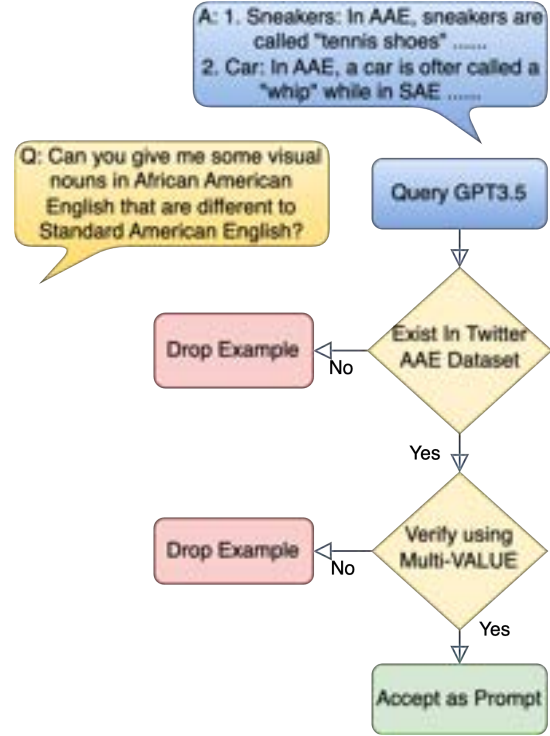 A: 1. Sneakers: In AAE, sneakers are
called "tennis shoes" ......
2. Car: In AAE, a car is ofter called a
"whip" while in SAE ......
Q: Can you give me some visual
nouns in African American
English that are different to
Standard American English?
Query GPT3.5
Exist In Twitter
AAE Dataset
Drop Example
No
Yes
Verify using
Multi-VALUE
Drop Example
No
Yes
Accept as Prompt